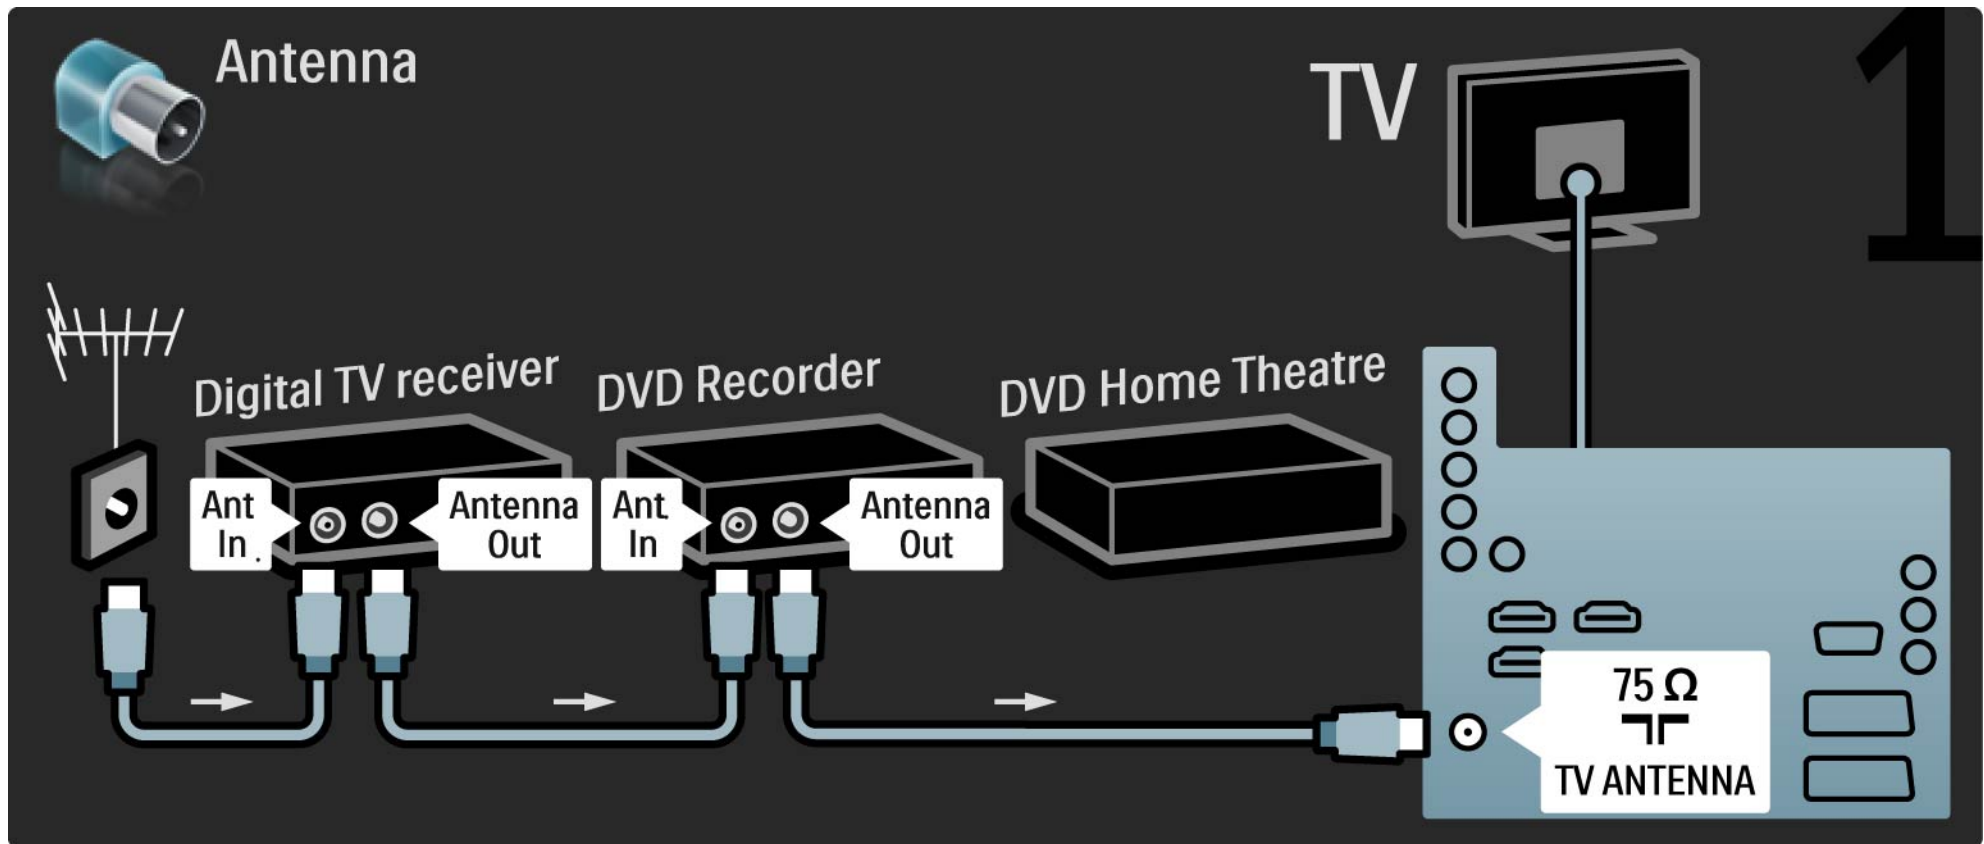 Antenna
TV
1
Digital TV receiver
DVD Recorder
DVD Home Theatre
Ant
In .
Antenna
Out
Ant.
In
Antenna
Out
75 Ω
TV ANTENNA